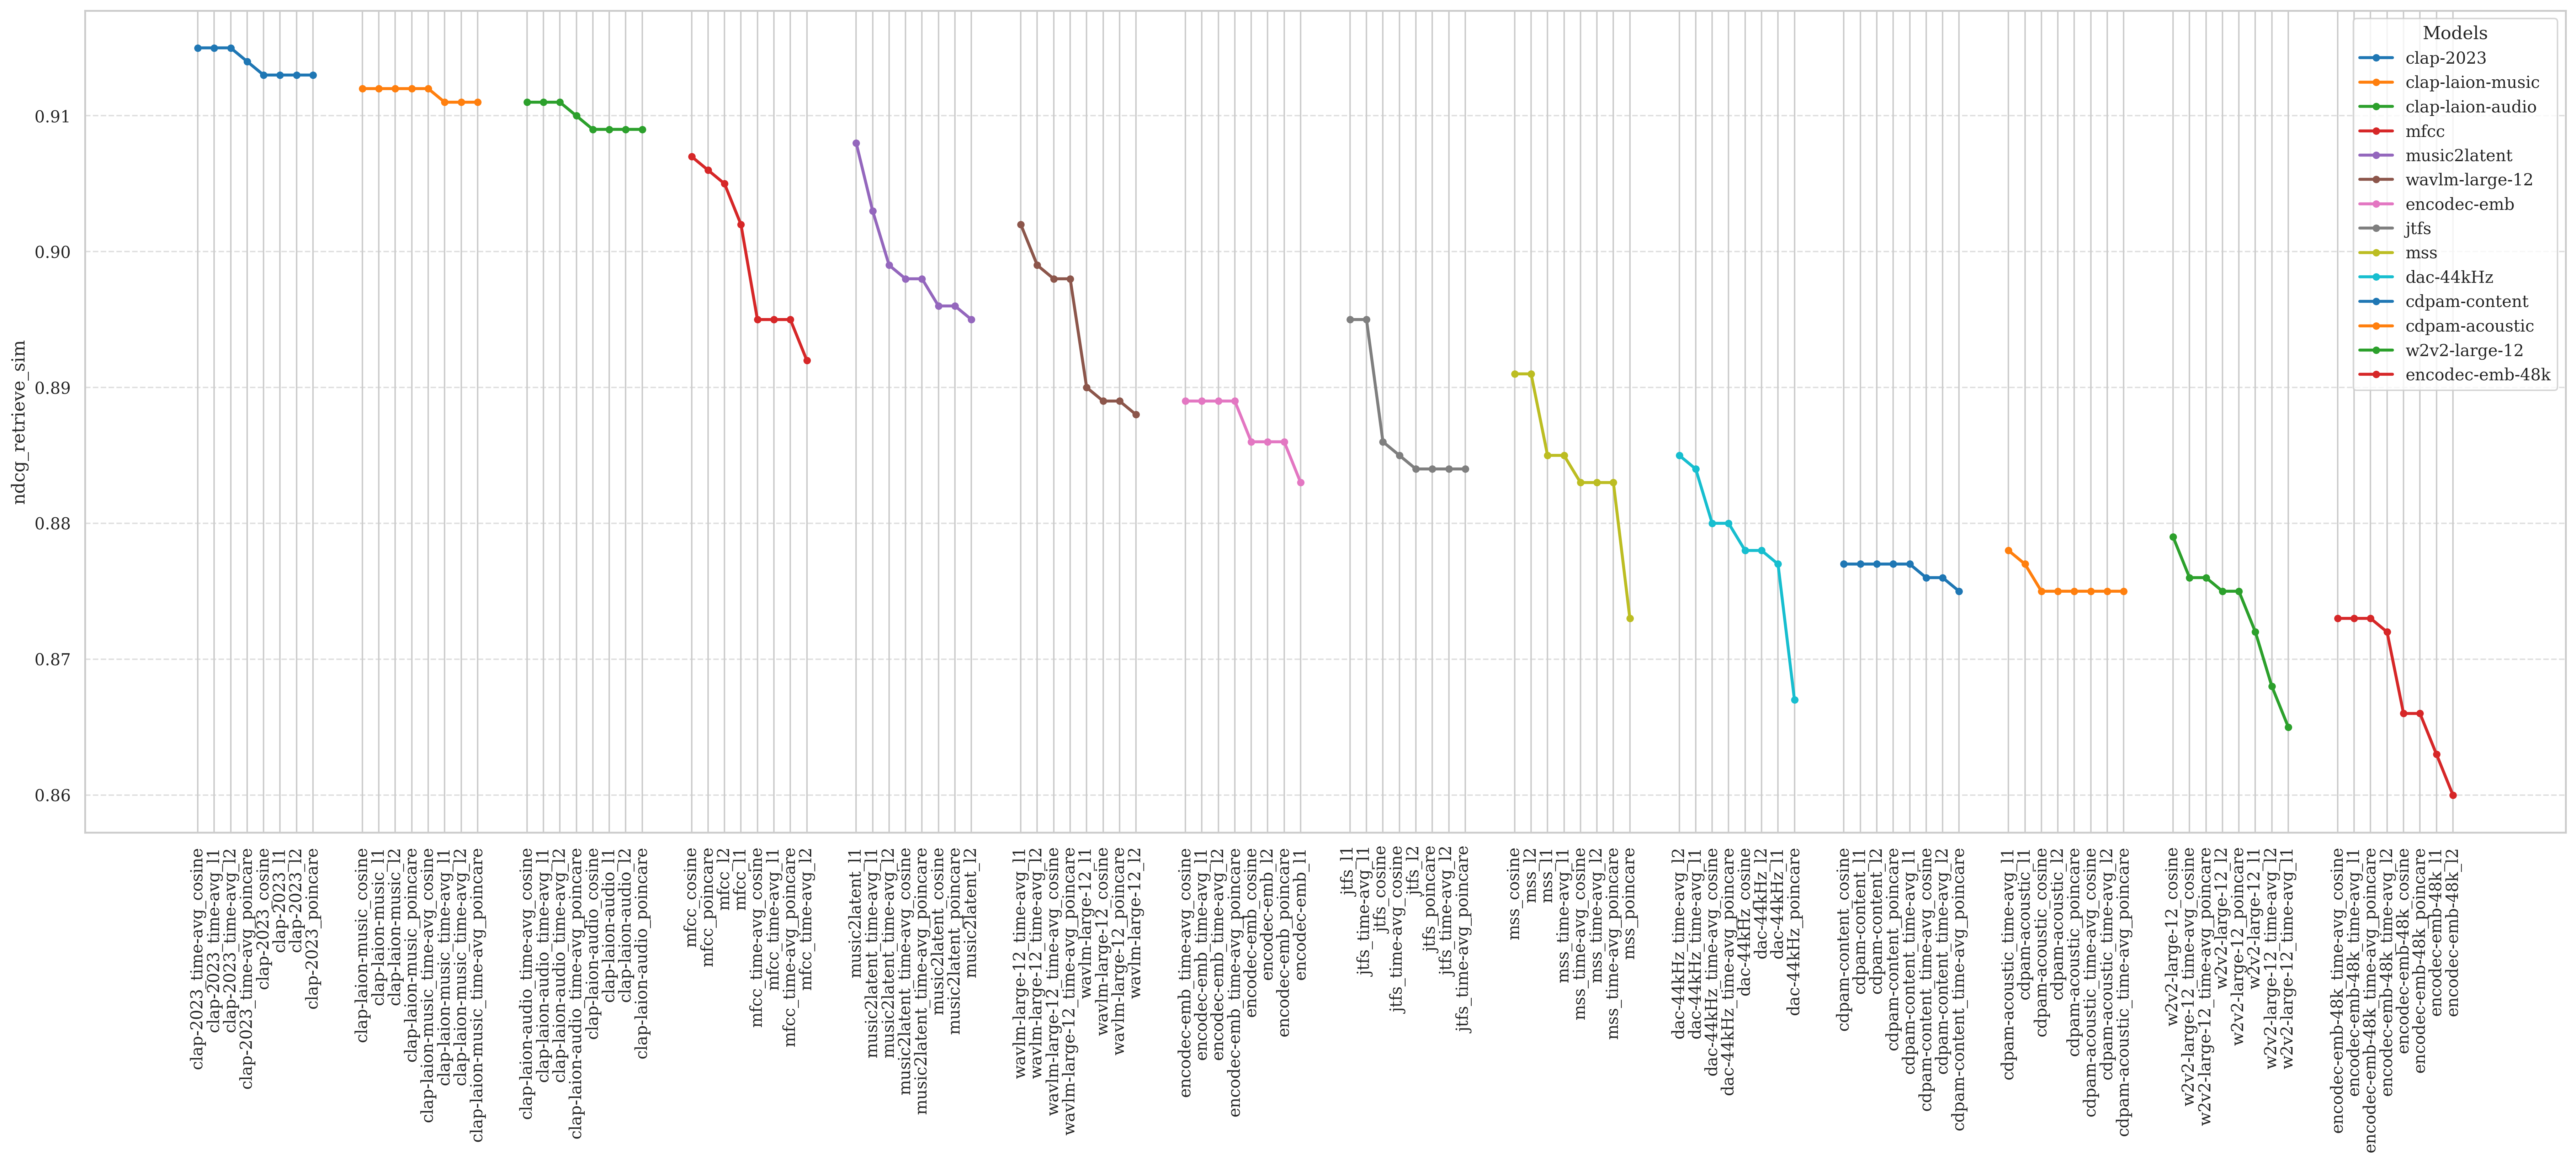 ndcg_retrieve_sim
0.91
0.90
0.89
0.88
0.87
0.86
Models
clap-2023
clap-laion-music
clap-laion-audio
mfcc
music2latent
wavlm-large-12
encodec-emb
jtfs
mss
dac-44kHz
cdpam-content
cdpam-acoustic
w2v2-large-12
encodec-emb-48k
clap-2023_time-avg_cosine
clap-2023_time-avg_l1
clap-2023_time-avg_l2
clap-2023_time-avg_poincare
clap-2023_cosine
clap-2023_l1
clap-2023_l2
clap-2023_poincare
clap-laion-music_cosine
clap-laion-music_l1
clap-laion-music_l2
clap-laion-music_poincare
clap-laion-music_time-avg_cosine
clap-laion-music_time-avg_l1
clap-laion-music_time-avg_l2
clap-laion-music_time-avg_poincare
clap-laion-audio_time-avg_cosine
clap-laion-audio_time-avg_l1
clap-laion-audio_time-avg_l2
clap-laion-audio_time-avg_poincare
clap-laion-audio_cosine
clap-laion-audio_l1
clap-laion-audio_l2
clap-laion-audio_poincare
mfcc_cosine
mfcc_poincare
mfcc_l2
mfcc_l1
mfcc_time-avg_cosine
mfcc_time-avg_l1
mfcc_time-avg_poincare
mfcc_time-avg_l2
music2latent_l1
music2latent_time-avg_l1
music2latent_time-avg_l2
music2latent_time-avg_cosine
music2latent_time-avg_poincare
music2latent_cosine
music2latent_poincare
music2latent_l2
wavlm-large-12_time-avg_l1
wavlm-large-12_time-avg_l2
wavlm-large-12_time-avg_cosine
wavlm-large-12_time-avg_poincare
wavlm-large-12_l1
wavlm-large-12_cosine
wavlm-large-12_poincare
wavlm-large-12_l2
encodec-emb_time-avg_cosine
encodec-emb_time-avg_l1
encodec-emb_time-avg_l2
encodec-emb_time-avg_poincare
encodec-emb_cosine
encodec-emb_l2
encodec-emb_poincare
encodec-emb_l1
jtfs_l1
jtfs_time-avg_l1
jtfs_cosine
jtfs_time-avg_cosine
jtfs_l2
jtfs_poincare
jtfs_time-avg_l2
jtfs_time-avg_poincare
mss_cosine
mss_l2
mss_l1
mss_time-avg_l1
mss_time-avg_cosine
mss_time-avg_l2
mss_time-avg_poincare
mss_poincare
dac-44kHz_time-avg_l2
dac-44kHz_time-avg_l1
dac-44kHz_time-avg_cosine
dac-44kHz_time-avg_poincare
dac-44kHz_cosine
dac-44kHz_l2
dac-44kHz_l1
dac-44kHz_poincare
cdpam-content_cosine
cdpam-content_l1
cdpam-content_l2
cdpam-content_poincare
cdpam-content_time-avg_l1
cdpam-content_time-avg_cosine
cdpam-content_time-avg_l2
cdpam-content_time-avg_poincare
cdpam-acoustic_time-avg_l1
cdpam-acoustic_l1
cdpam-acoustic_cosine
cdpam-acoustic_l2
cdpam-acoustic_poincare
cdpam-acoustic_time-avg_cosine
cdpam-acoustic_time-avg_l2
cdpam-acoustic_time-avg_poincare
w2v2-large-12_cosine
w2v2-large-12_time-avg_cosine
w2v2-large-12_time-avg_poincare
w2v2-large-12_l2
w2v2-large-12_poincare
w2v2-large-12_l1
w2v2-large-12_time-avg_l2
w2v2-large-12_time-avg_l1
encodec-emb-48k_time-avg_cosine
encodec-emb-48k_time-avg_l1
encodec-emb-48k_time-avg_poincare
encodec-emb-48k_time-avg_l2
encodec-emb-48k_cosine
encodec-emb-48k_poincare
encodec-emb-48k_l1
encodec-emb-48k_l2